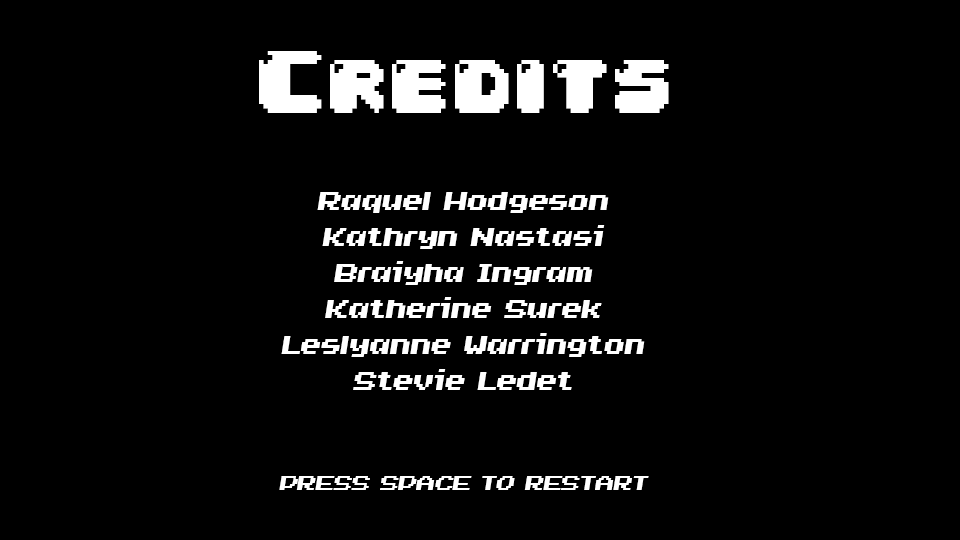 Credits
Raquel Hodgeson
Kathryn Nastasi
Braiyha Ingram
Katherine Surek
Leslyanne Warrington
Stevie Ledet
PRESS SPACE TO RESTART